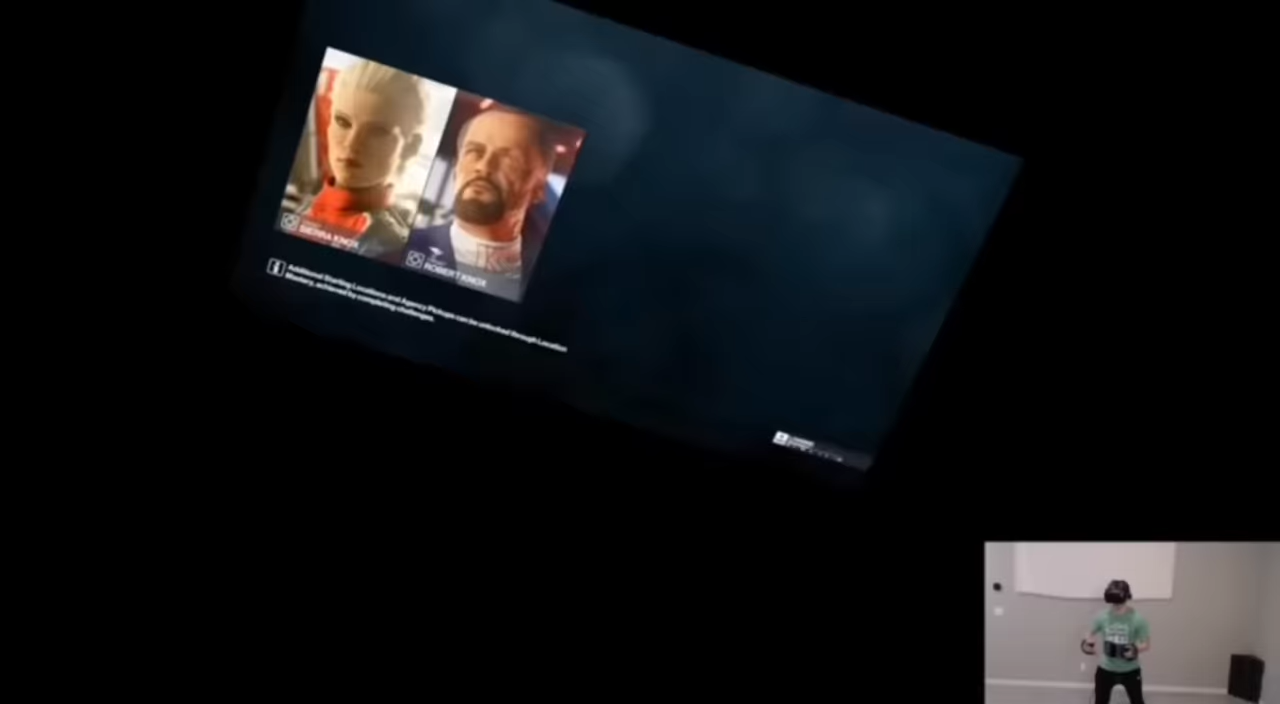 SIERRA KNOX
ROBERT KNOX
Additional Starting Locations and Agency Pickups can be unlocked through Location
Mastery, achieved by completing challenges.